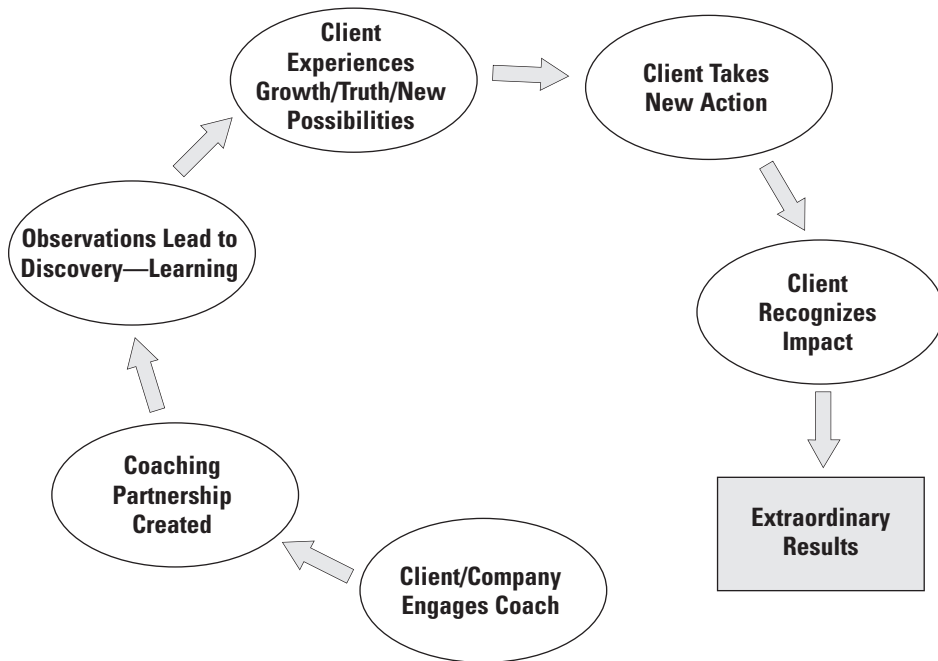 Client
Experiences
Growth/Truth/New
Possibilities
Client Takes
New Action
Observations Lead to
Discovery—Learning
Client
Recognizes
Impact
Coaching
Partnership
Created
Extraordinary
Results
Client/Company
Engages Coach